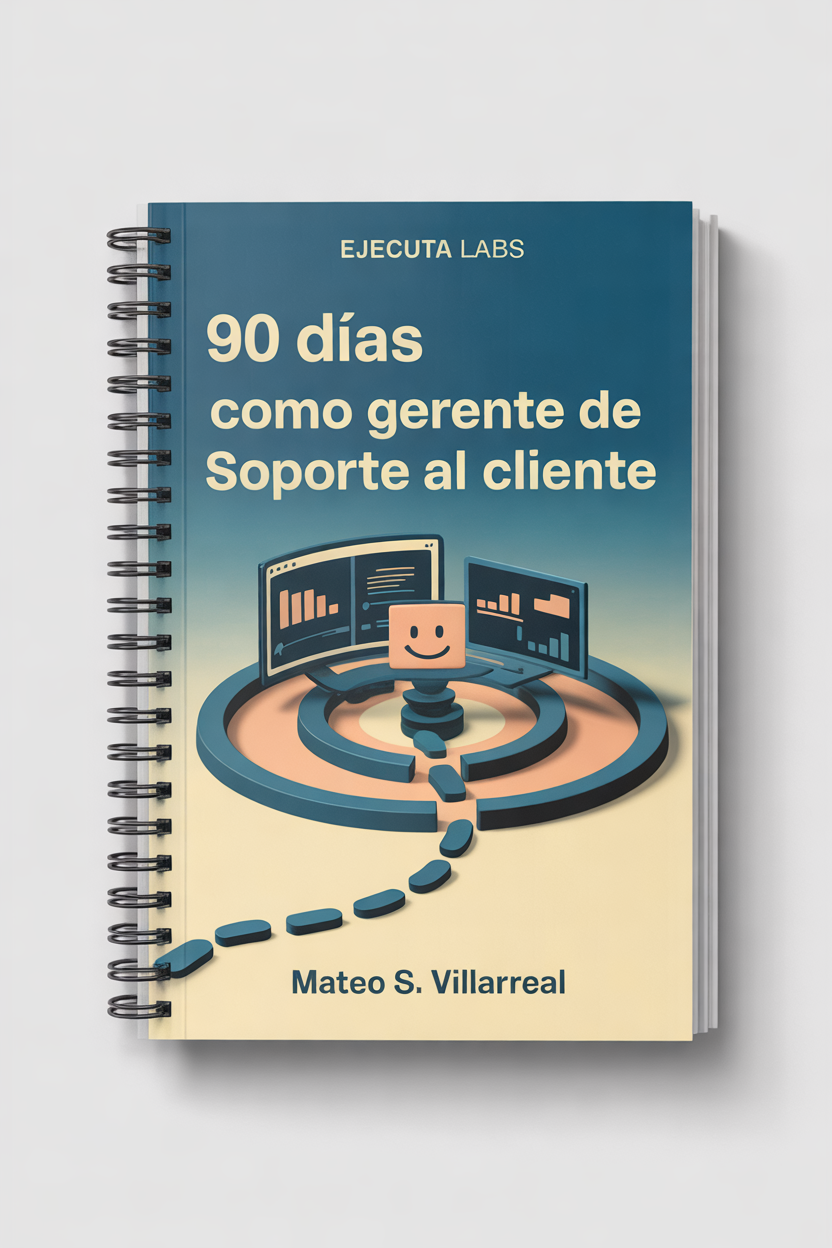 EJECUTA LABS
90 días
como gerente de
Soporte al cliente
Mateo S. Villarreal